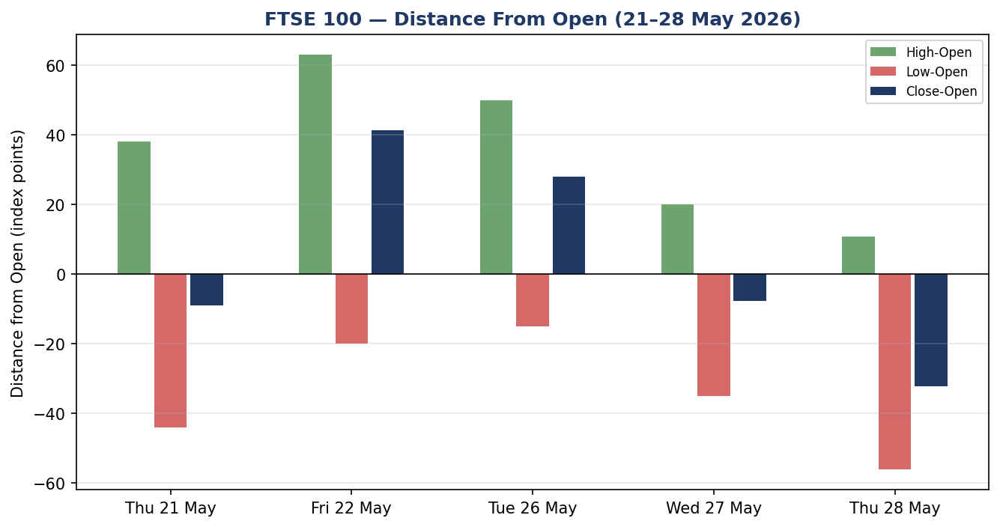 FTSE 100 — Distance From Open (21–28 May 2026)
High-Open
Low-Open
Close-Open
Distance from Open (index points)
60
40
20
0
−20
−40
−60
Thu 21 May
Fri 22 May
Tue 26 May
Wed 27 May
Thu 28 May